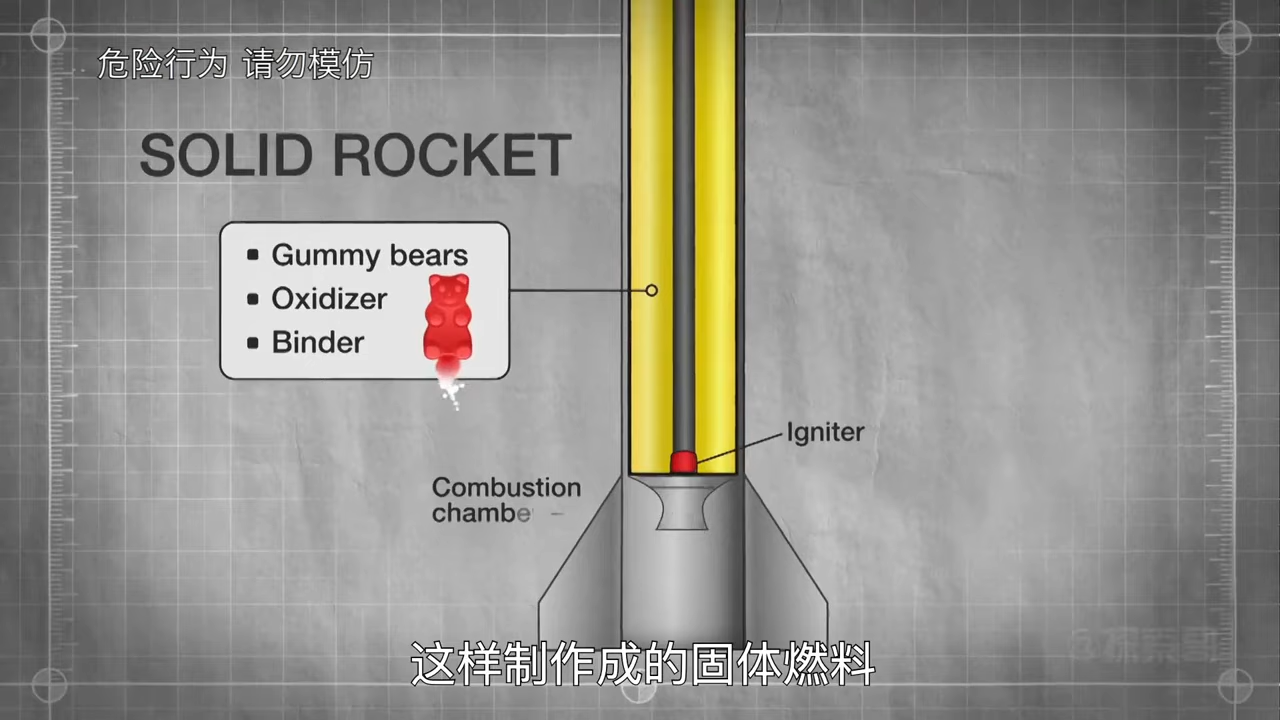 危险行为 请勿模仿
SOLID ROCKET
Gummy bears
Oxidizer
Binder
Igniter
Combustion
chambe
这样制作成的固体燃料